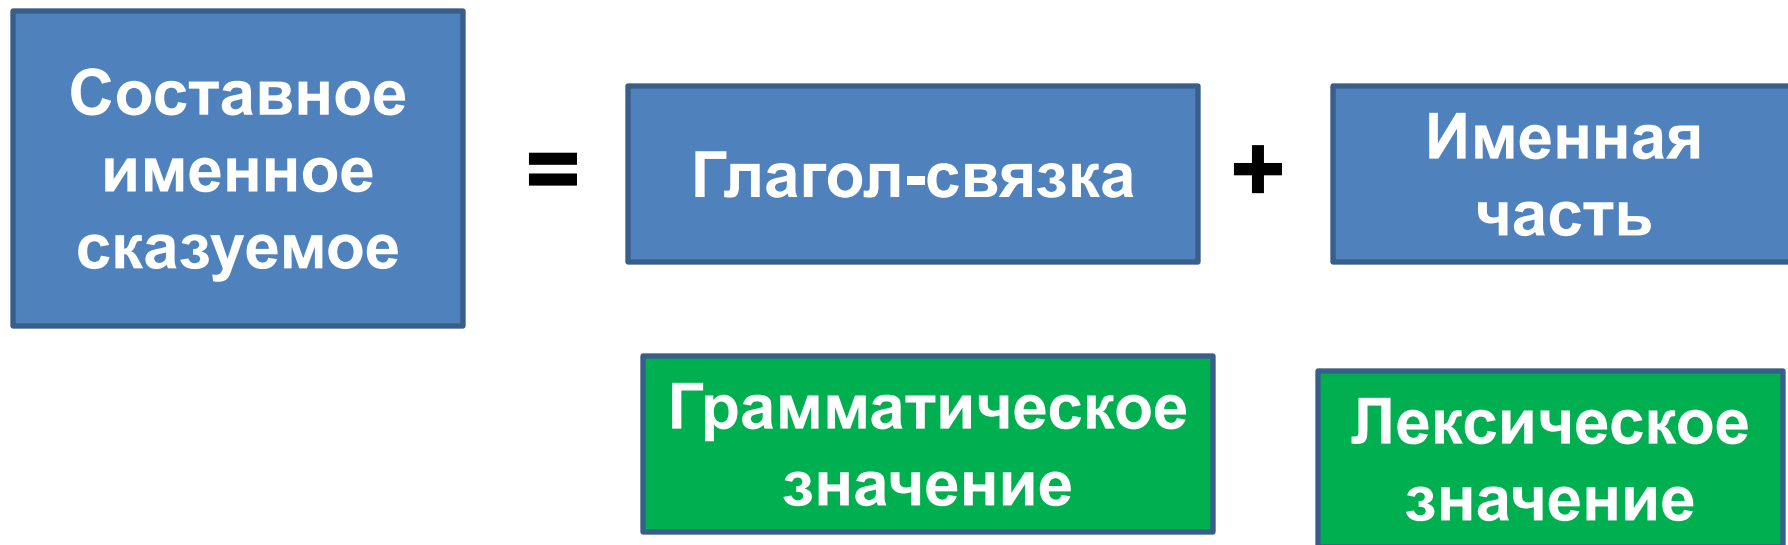 Составное
именное
сказуемое
=
Глагол-связка
+
Именная
часть
Грамматическое
значение
Лексическое
значение